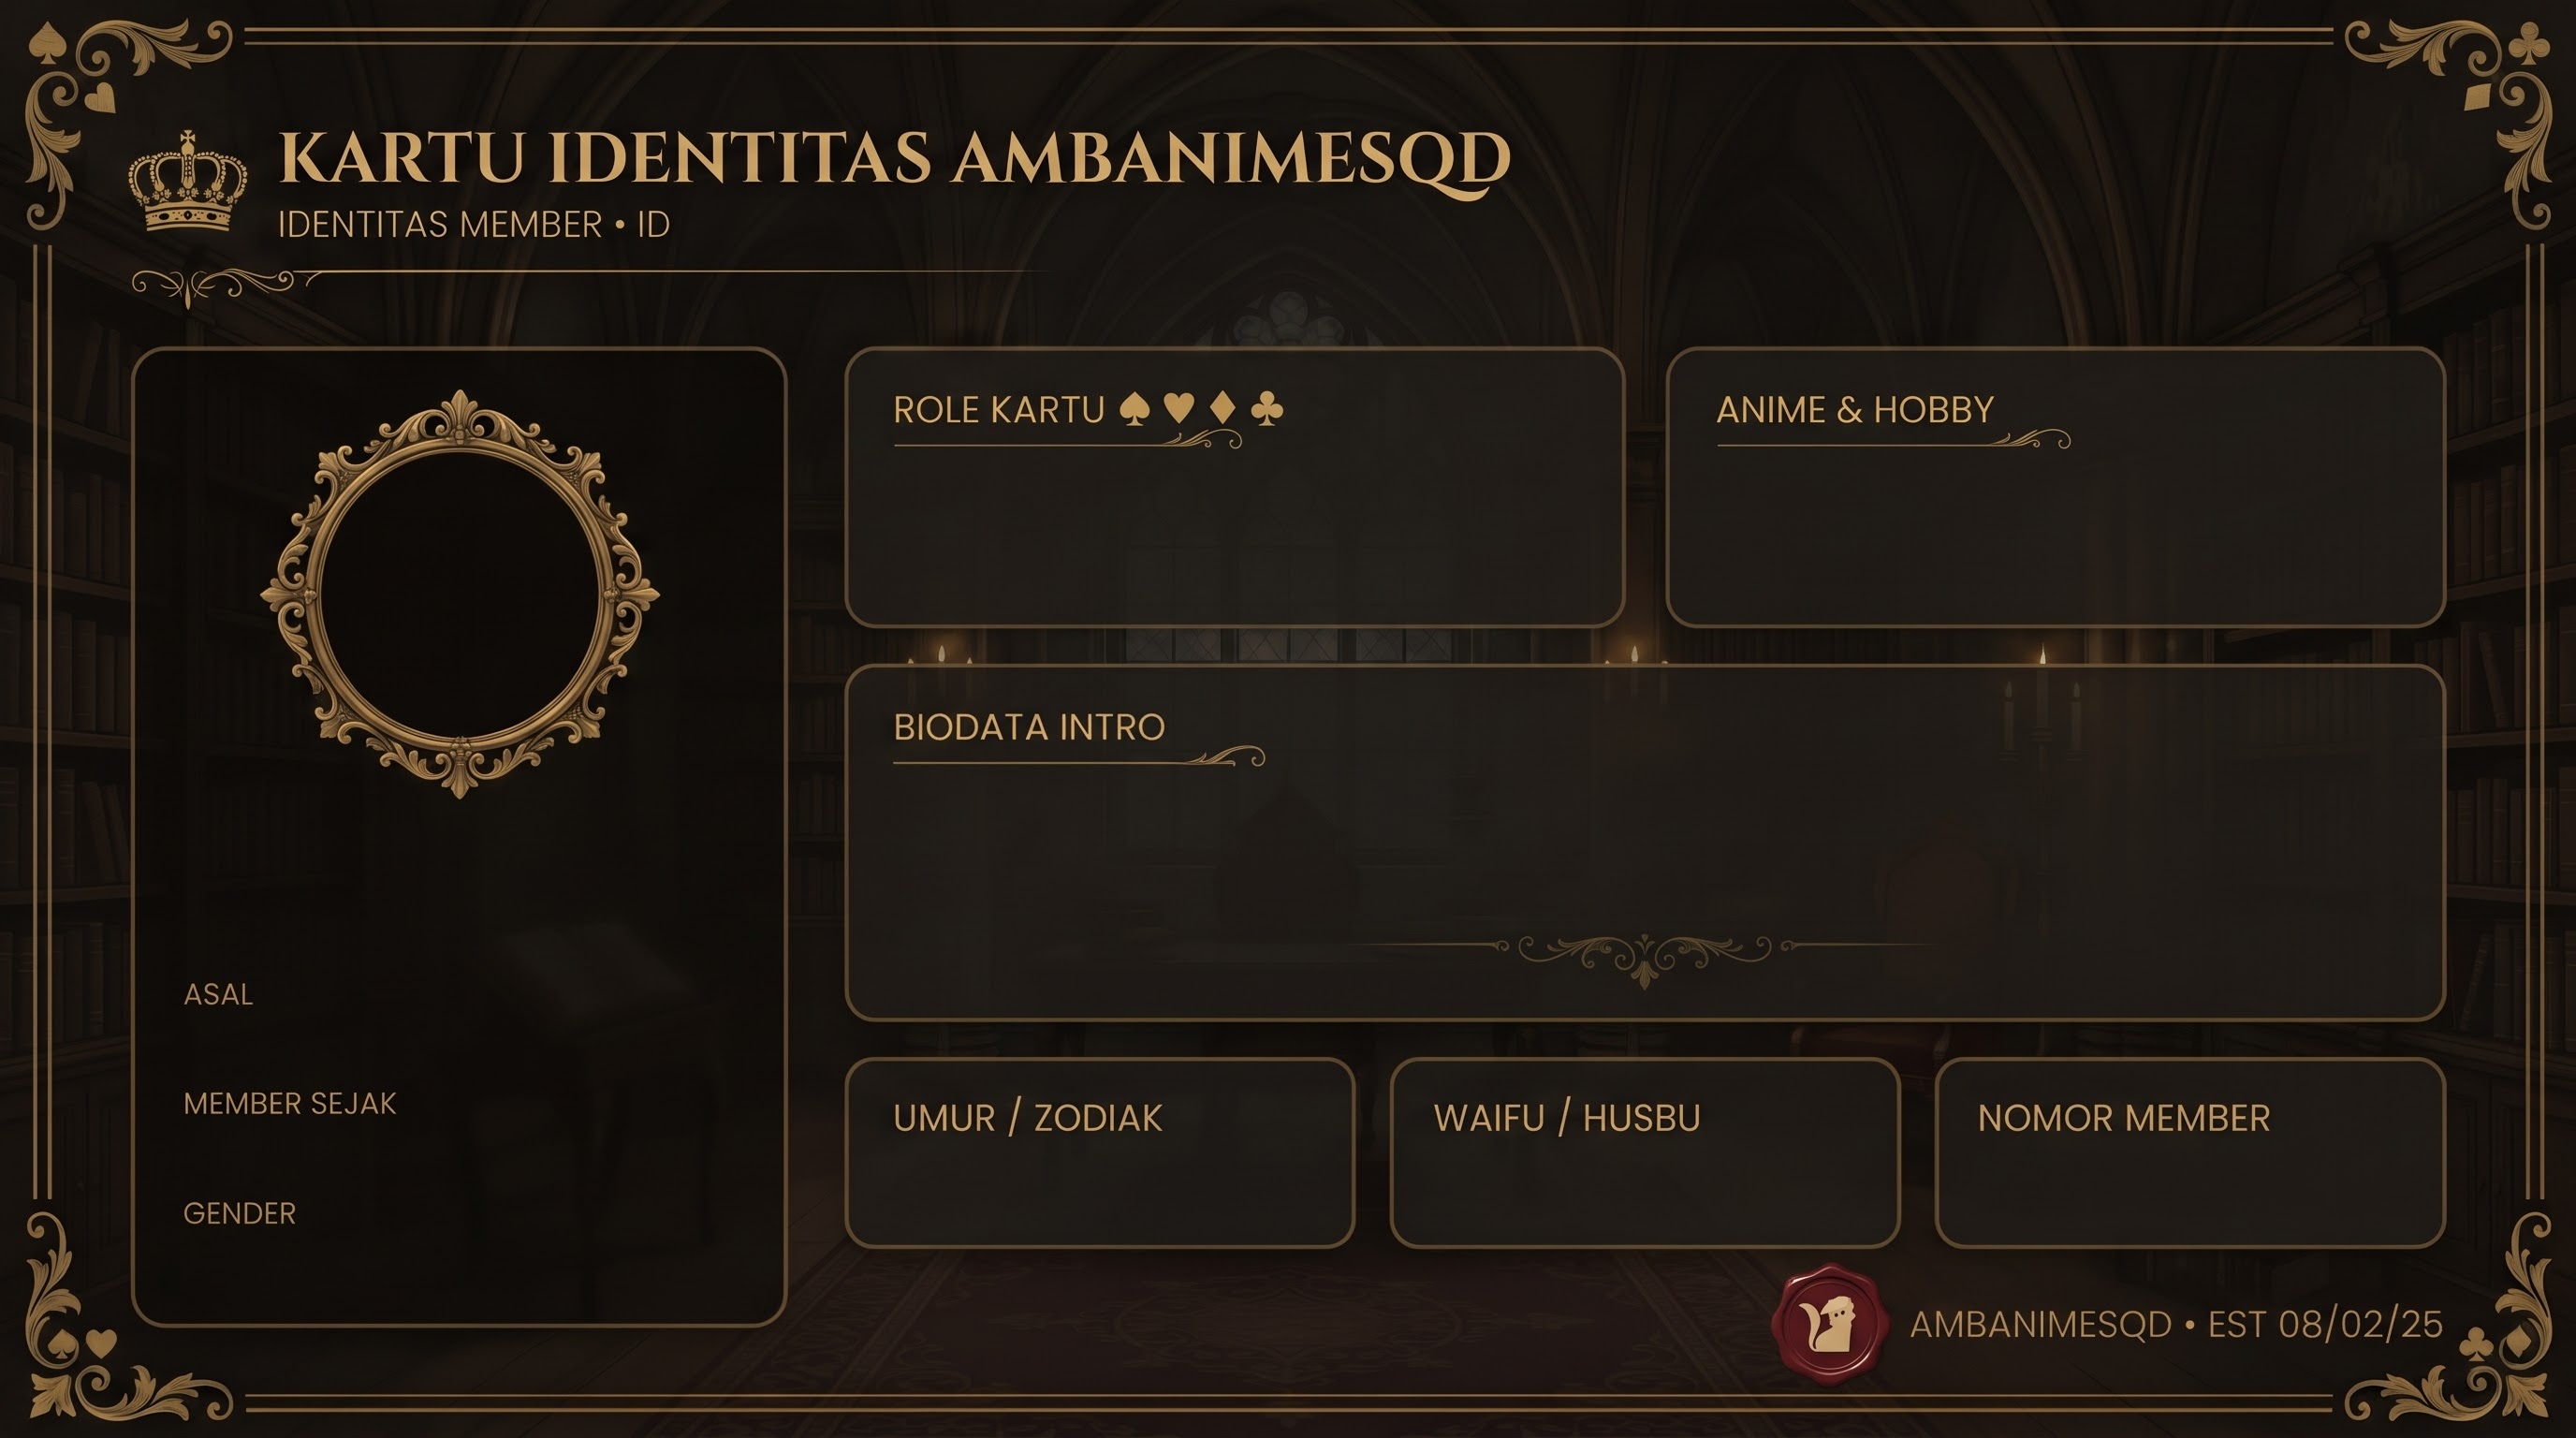 KARTU IDENTITAS AMBANIMESQD
IDENTITAS MEMBER • ID
ASAL
MEMBER SEJAK
GENDER
ROLE KARTU ♠ ♥ ♦ ♣
ANIME & HOBBY
BIODATA INTRO
UMUR / ZODIAK
WAIFU / HUSBU
NOMOR MEMBER
AMBANIMESQD • EST 08/02/25